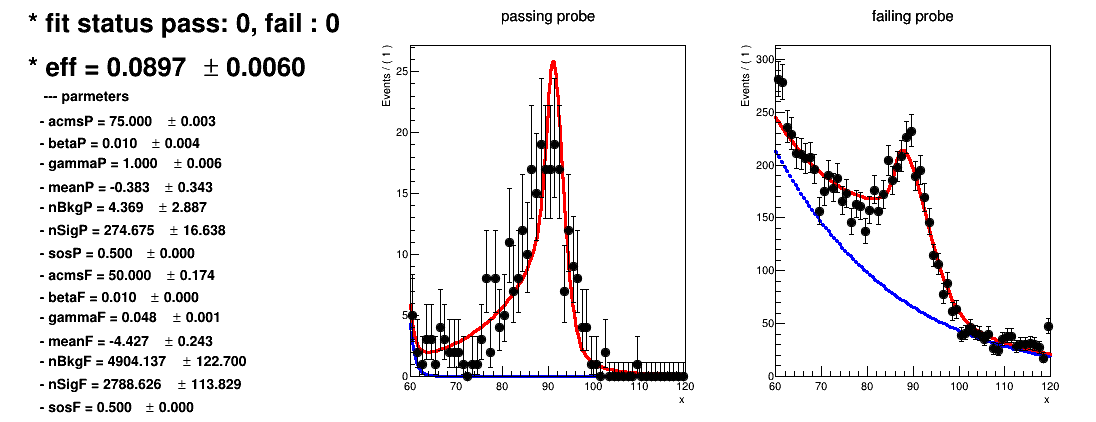 * fit status pass: 0, fail : 0
* eff = 0.0897 ± 0.0060
--- parmeters
- acmsP = 75.000 ± 0.003
- betaP = 0.010 ± 0.004
- gammaP = 1.000 ± 0.006
- meanP = -0.383 ± 0.343
- nBkgP = 4.369 ± 2.887
- nSigP = 274.675 ± 16.638
- sosP = 0.500 ± 0.000
- acmsF = 50.000 ± 0.174
- betaF = 0.010 ± 0.000
- gammaF = 0.048 ± 0.001
- meanF = -4.427 ± 0.243
- nBkgF = 4904.137 ± 122.700
- nSigF = 2788.626 ± 113.829
- sosF = 0.500 ± 0.000
passing probe
Events / ( 1 )
25
20
15
10
5
0
60 70 80 90 100 110 120
x
failing probe
Events / ( 1 )
300
250
200
150
100
50
0
60 70 80 90 100 110 120
x